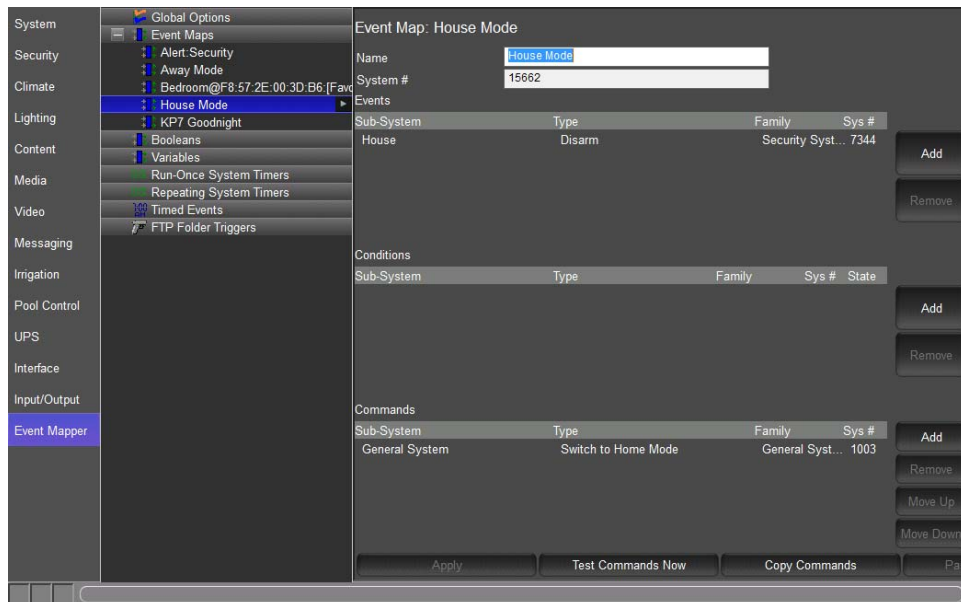 System
Security
Climate
Lighting
Content
Media
Video
Messaging
Irrigation
Pool Control
UPS
Interface
Input/Output
Event Mapper
Global Options
Event Maps
Alert:Security
Away Mode
Bedroom@F8:57:2E:00:3D:B6:[Favo
House Mode
KP7 Goodnight
Booleans
Variables
Run-Once System Timers
Repeating System Timers
Timed Events
FTP Folder Triggers
Event Map: House Mode
Name House Mode
System # 15662
Events
Sub-System Type Family Sys #
House Disarm Security Syst... 7344
Add
Remove
Conditions
Sub-System Type Family Sys # State
Add
Remove
Commands
Sub-System Type Family Sys #
General System Switch to Home Mode General Syst... 1003
Add
Remove
Move Up
Move Down
Apply Test Commands Now Copy Commands Pa